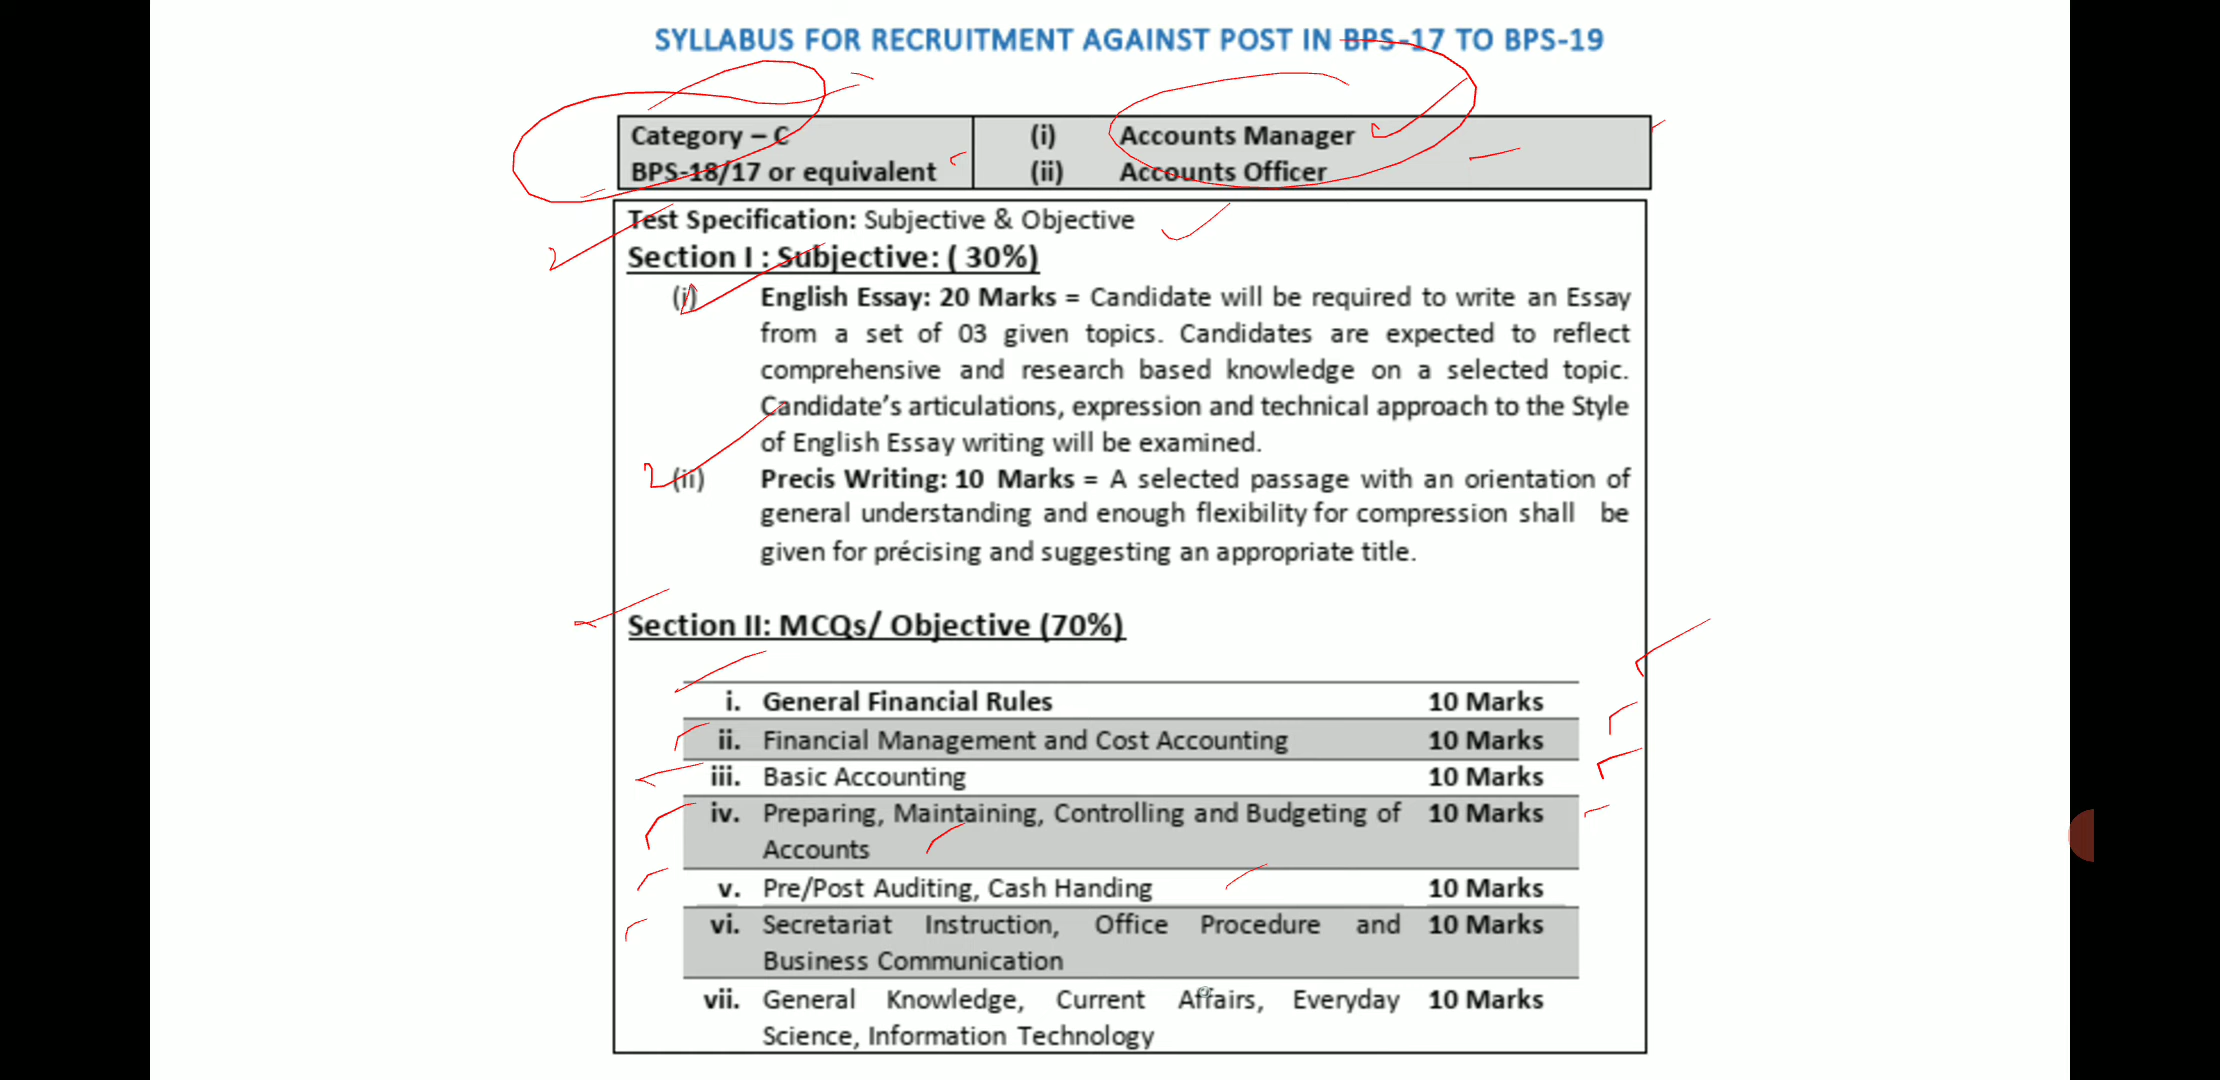 SYLLABUS FOR RECRUITMENT AGAINST POST IN BPS-17 TO BPS-19
Category – C (i) Accounts Manager
BPS-18/17 or equivalent (ii) Accounts Officer
Test Specification: Subjective & Objective
Section I : Subjective: ( 30%)
(i) English Essay: 20 Marks = Candidate will be required to write an Essay
from a set of 03 given topics. Candidates are expected to reflect
comprehensive and research based knowledge on a selected topic.
Candidate’s articulations, expression and technical approach to the Style
of English Essay writing will be examined.
(ii) Precis Writing: 10 Marks = A selected passage with an orientation of
general understanding and enough flexibility for compression shall be
given for précising and suggesting an appropriate title.
Section II: MCQs/ Objective (70%)
i. General Financial Rules 10 Marks
ii. Financial Management and Cost Accounting 10 Marks
iii. Basic Accounting 10 Marks
iv. Preparing, Maintaining, Controlling and Budgeting of 10 Marks
Accounts
v. Pre/Post Auditing, Cash Handing 10 Marks
vi. Secretariat Instruction, Office Procedure and 10 Marks
Business Communication
vii. General Knowledge, Current Affairs, Everyday 10 Marks
Science, Information Technology